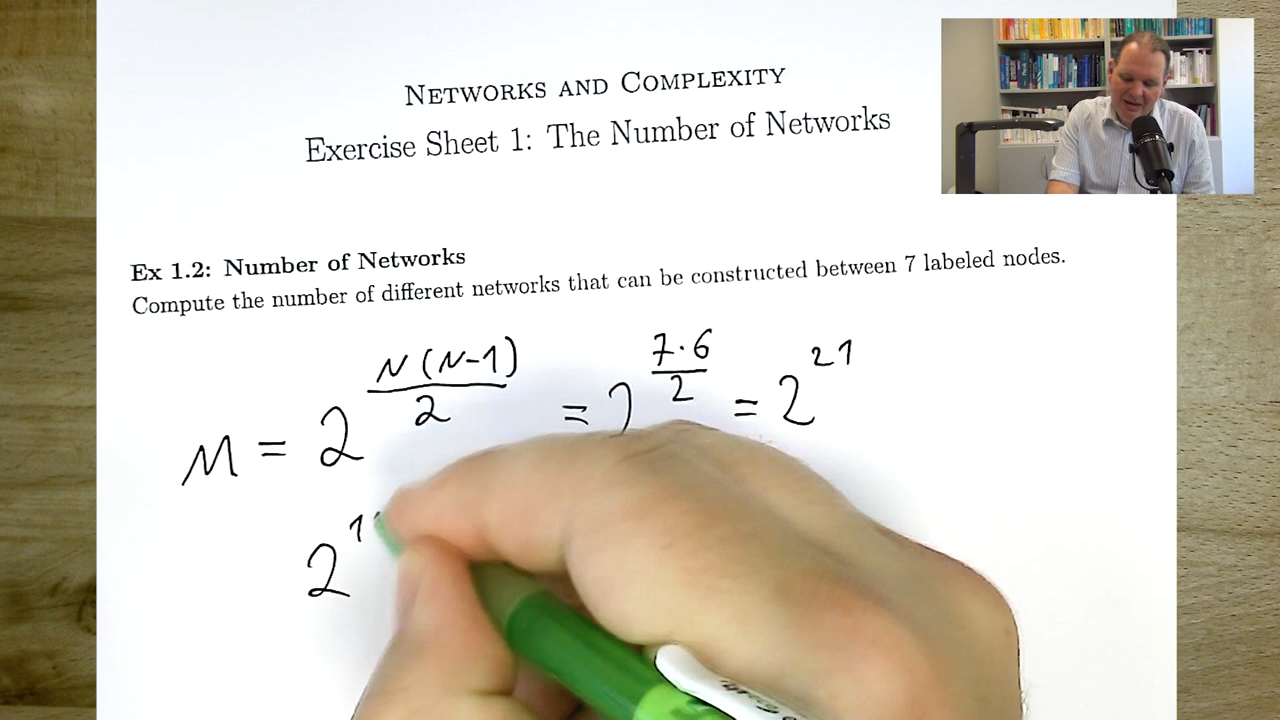 NETWORKS AND COMPLEXITY
Exercise Sheet 1: The Number of Networks
Ex 1.2: Number of Networks
Compute the number of different networks that can be constructed between 7 labeled nodes.
M = 2^(N(N-1)/2) = 2^(7·6/2) = 2^21
2^1